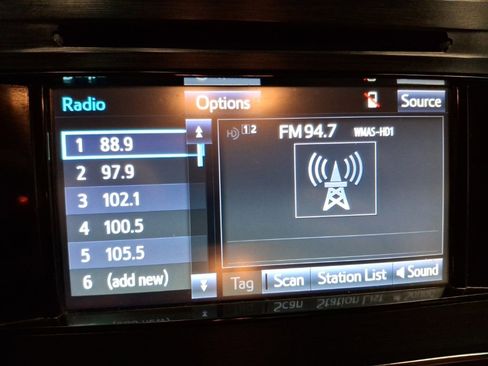 Radio
Options
Source
1 88.9
2 97.9
3 102.1
4 100.5
5 105.5
6 (add new)
HD 1 2
FM 94.7 WMAS-HD1
Tag
Scan
Station List
Sound